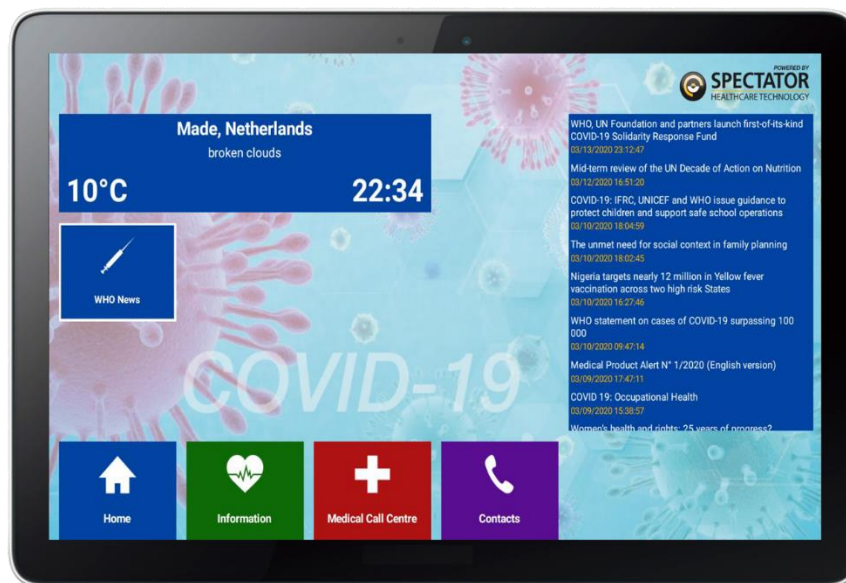 POWERED BY
SPECTATOR
HEALTHCARE TECHNOLOGY
Made, Netherlands
broken clouds
10°C
22:34
WHO News
COVID-19
WHO, UN Foundation and partners launch first-of-its-kind
COVID-19 Solidarity Response Fund
03/13/2020 23:12:47
Mid-term review of the UN Decade of Action on Nutrition
03/12/2020 16:51:20
COVID-19: IFRC, UNICEF and WHO issue guidance to
protect children and support safe school operations
03/10/2020 18:04:59
The unmet need for social context in family planning
03/10/2020 18:02:45
Nigeria targets nearly 12 million in Yellow fever
vaccination across two high risk States
03/10/2020 16:27:46
WHO statement on cases of COVID-19 surpassing 100
000
03/10/2020 09:47:14
Medical Product Alert N° 1/2020 (English version)
03/09/2020 17:47:11
COVID 19: Occupational Health
03/09/2020 15:38:57
Women's health and rights: 25 years of progress?
Home
Information
Medical Call Centre
Contacts